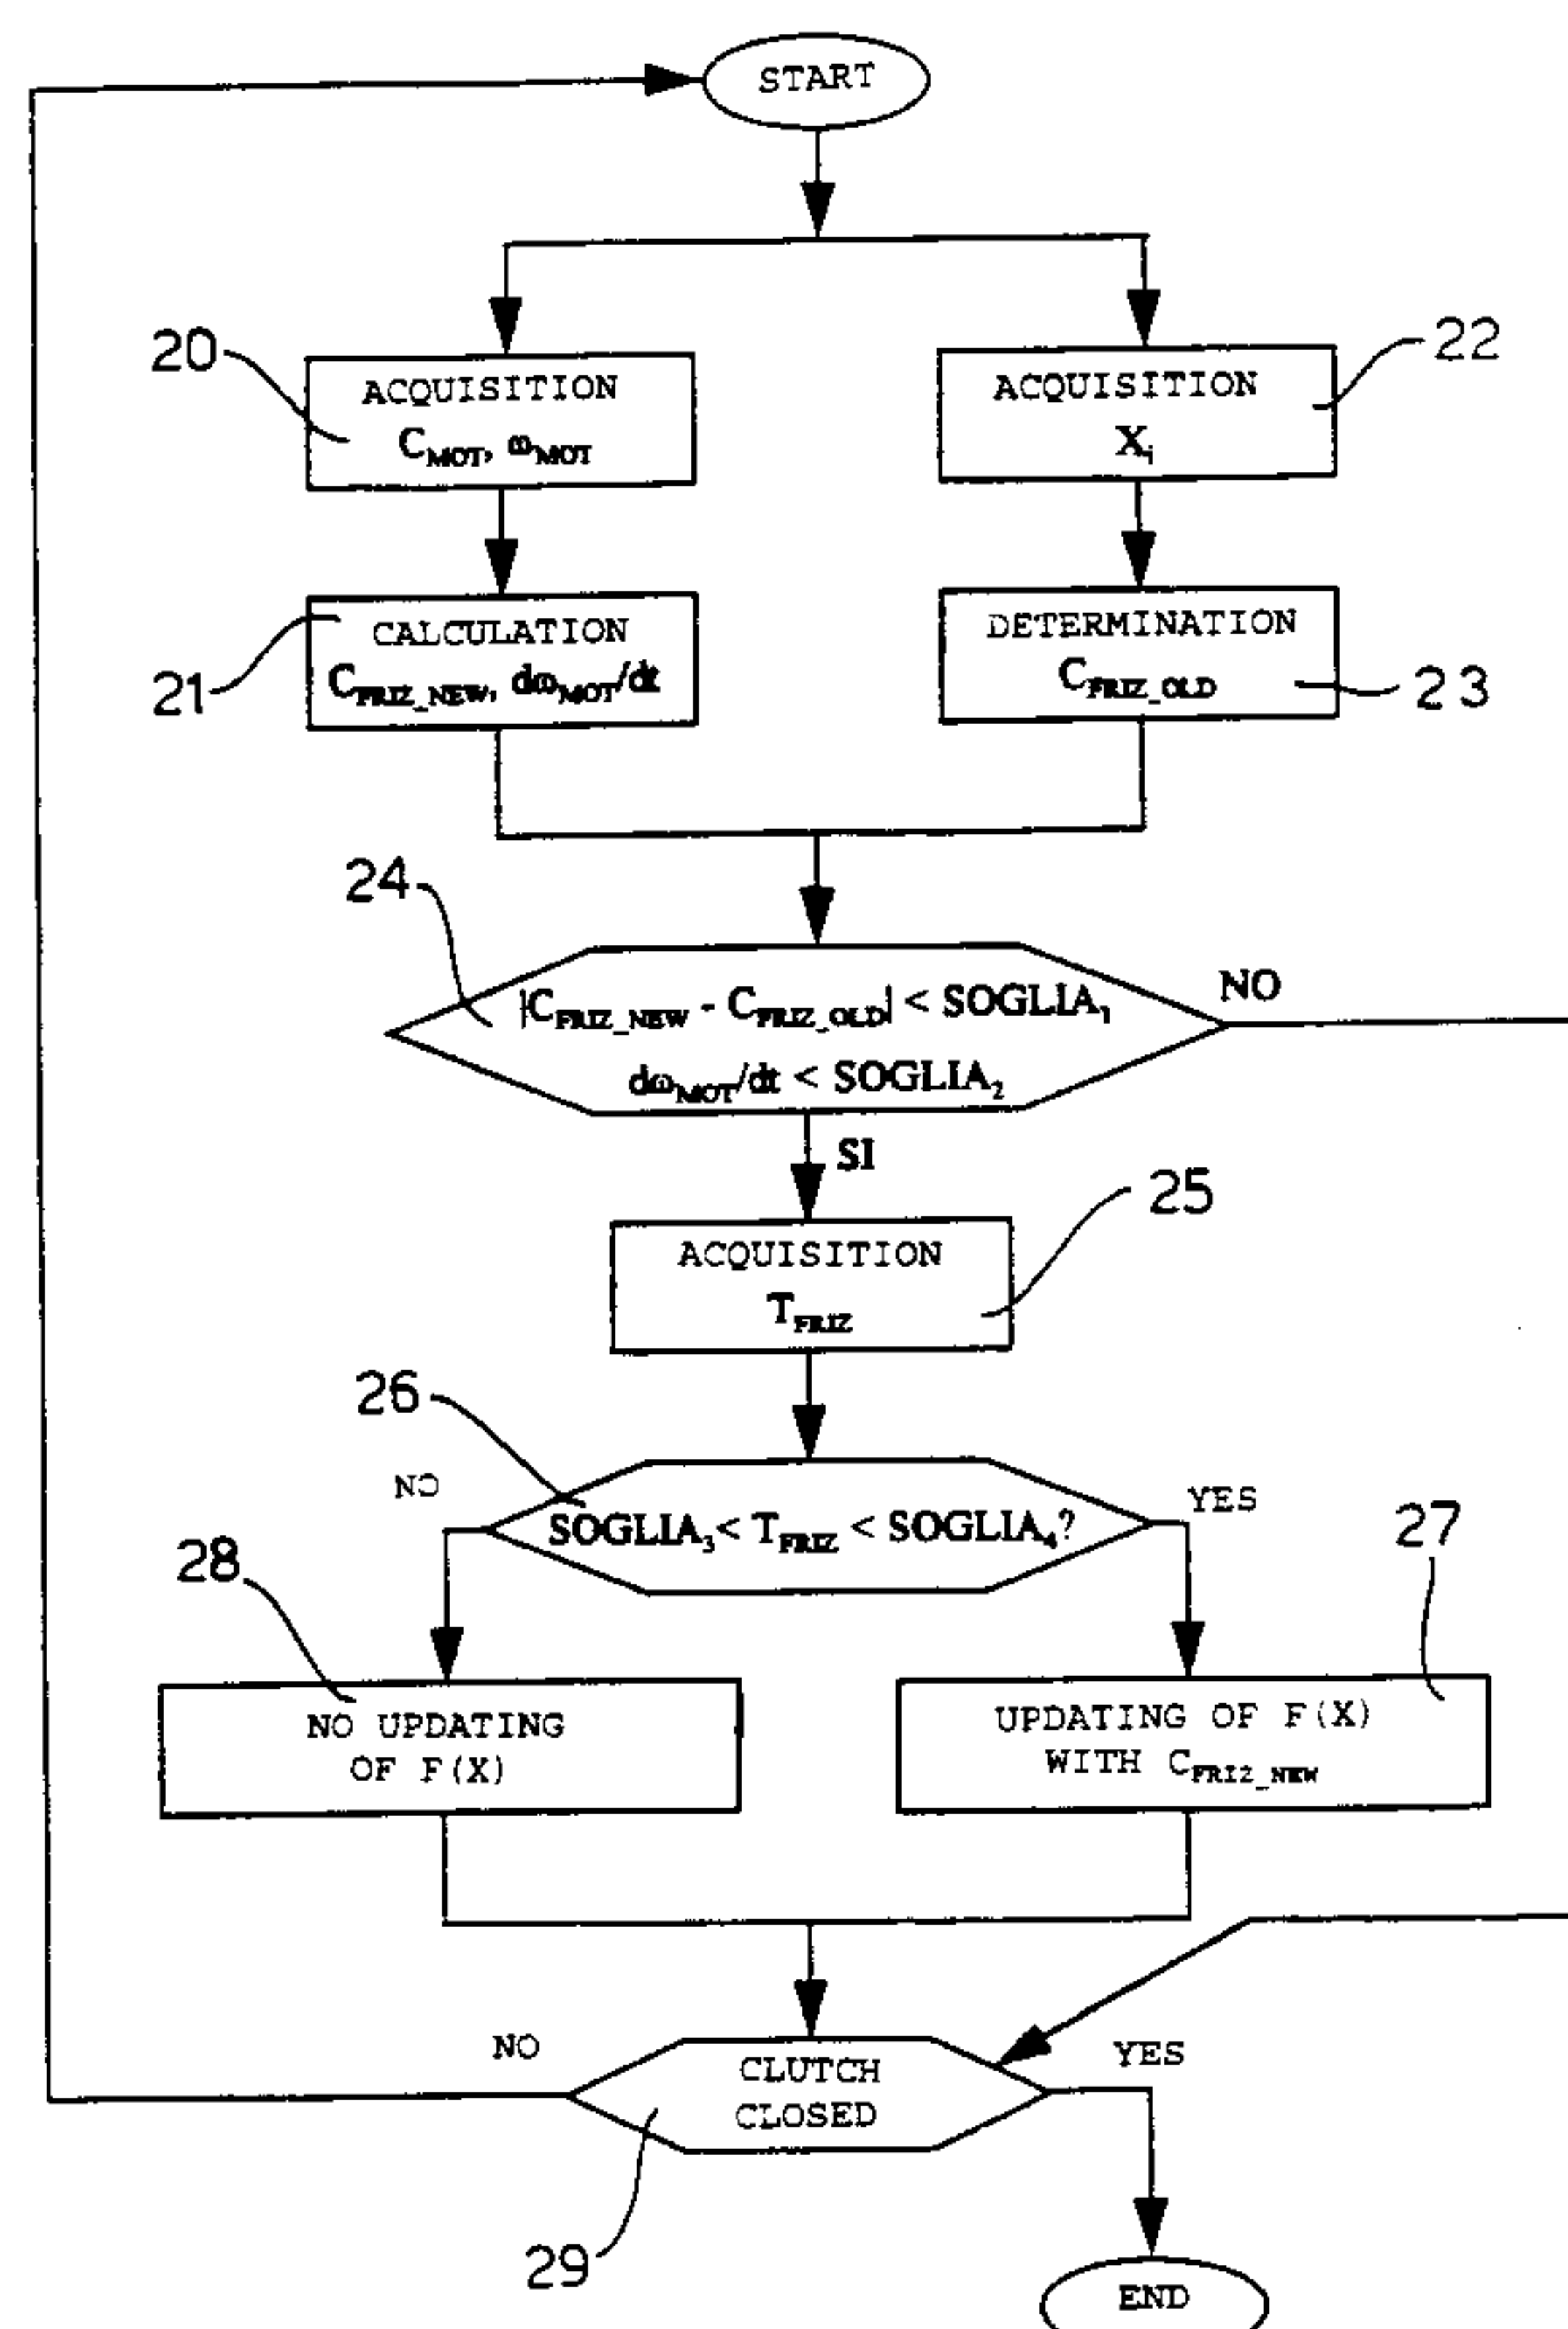 START
20
ACQUISITION
C_MOT, ω_MOT
22
ACQUISITION
X_i
21
CALCULATION
C_FRIZ_NEW, dω_MOT/dt
DETERMINATION
C_FRIZ_OLD
23
24
|C_FRIZ_NEW - C_FRIZ_OLD| < SOGLIA_1
dω_MOT/dt < SOGLIA_2
NO
SI
25
ACQUISITION
T_FRIZ
26
NO
SOGLIA_3 < T_FRIZ < SOGLIA_4?
YES
28
27
NO UPDATING
OF F(X)
UPDATING OF F(X)
WITH C_FRIZ_NEW
NO
CLUTCH
CLOSED
YES
29
END